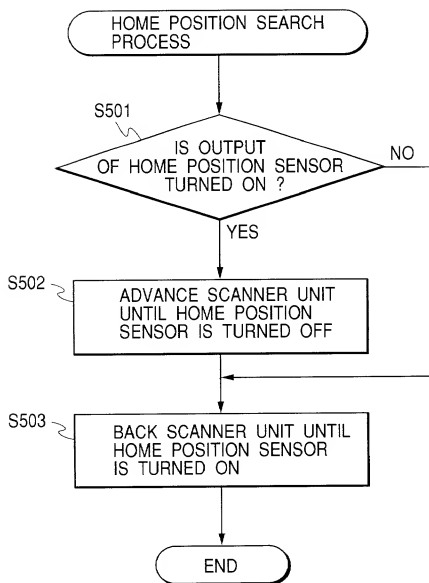 HOME POSITION SEARCH
PROCESS
S501
IS OUTPUT
OF HOME POSITION SENSOR
TURNED ON ?
NO
YES
S502
ADVANCE SCANNER UNIT
UNTIL HOME POSITION
SENSOR IS TURNED OFF
S503
BACK SCANNER UNIT UNTIL
HOME POSITION SENSOR
IS TURNED ON
END